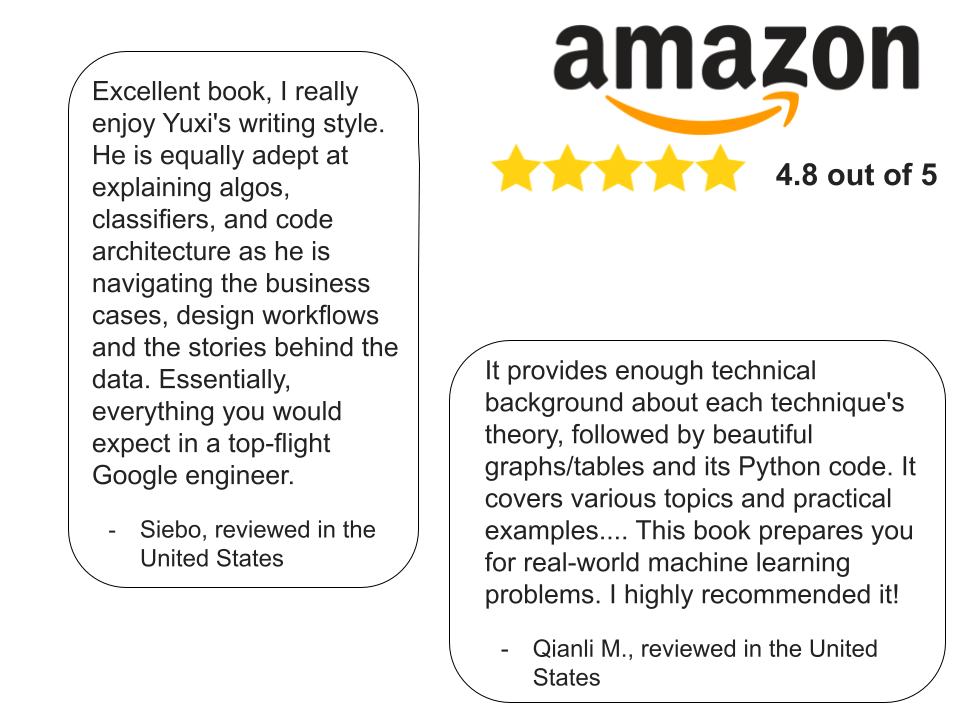 amazon
4.8 out of 5
Excellent book, I really
enjoy Yuxi's writing style.
He is equally adept at
explaining algos,
classifiers, and code
architecture as he is
navigating the business
cases, design workflows
and the stories behind the
data. Essentially,
everything you would
expect in a top-flight
Google engineer.
- Siebo, reviewed in the
United States
It provides enough technical
background about each technique's
theory, followed by beautiful
graphs/tables and its Python code. It
covers various topics and practical
examples.... This book prepares you
for real-world machine learning
problems. I highly recommended it!
- Qianli M., reviewed in the United
States